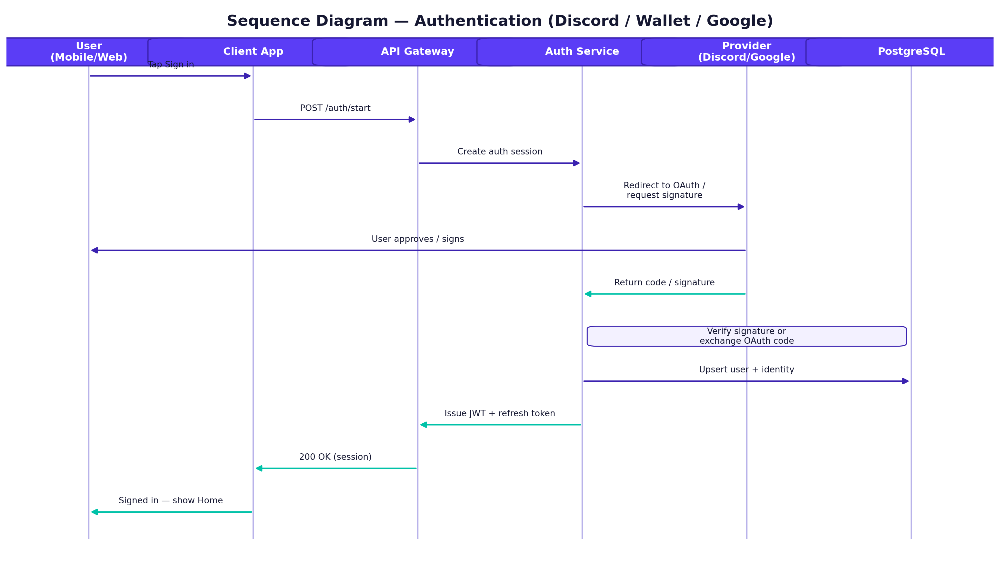 Sequence Diagram — Authentication (Discord / Wallet / Google)
User
(Mobile/Web)
Client App
API Gateway
Auth Service
Provider
(Discord/Google)
PostgreSQL
Tap Sign in
POST /auth/start
Create auth session
Redirect to OAuth /
request signature
User approves / signs
Return code / signature
Verify signature or
exchange OAuth code
Upsert user + identity
Issue JWT + refresh token
200 OK (session)
Signed in — show Home